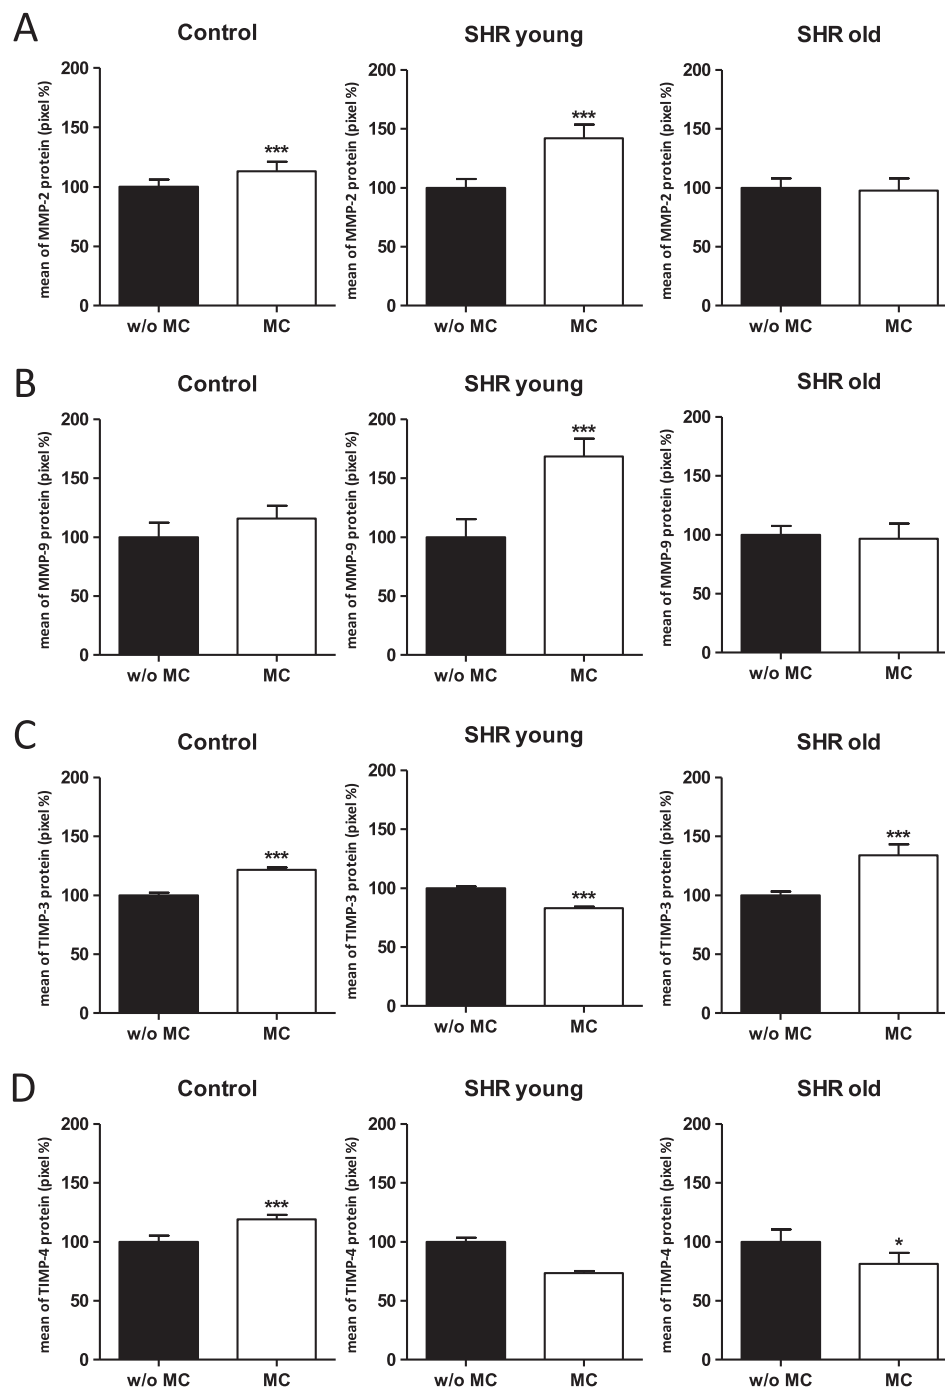 A
Control
SHR young
SHR old
mean of MMP-2 protein (pixel %)
200
150
100
50
0
***
w/o MC
MC
mean of MMP-2 protein (pixel %)
200
150
100
50
0
***
w/o MC
MC
mean of MMP-2 protein (pixel %)
200
150
100
50
0
w/o MC
MC
B
Control
SHR young
SHR old
mean of MMP-9 protein (pixel %)
200
150
100
50
0
w/o MC
MC
mean of MMP-9 protein (pixel %)
200
150
100
50
0
***
w/o MC
MC
mean of MMP-9 protein (pixel %)
200
150
100
50
0
w/o MC
MC
C
Control
SHR young
SHR old
mean of TIMP-3 protein (pixel %)
200
150
100
50
0
***
w/o MC
MC
mean of TIMP-3 protein (pixel %)
200
150
100
50
0
***
w/o MC
MC
mean of TIMP-3 protein (pixel %)
200
150
100
50
0
***
w/o MC
MC
D
Control
SHR young
SHR old
mean of TIMP-4 protein (pixel %)
200
150
100
50
0
***
w/o MC
MC
mean of TIMP-4 protein (pixel %)
200
150
100
50
0
w/o MC
MC
mean of TIMP-4 protein (pixel %)
200
150
100
50
0
*
w/o MC
MC